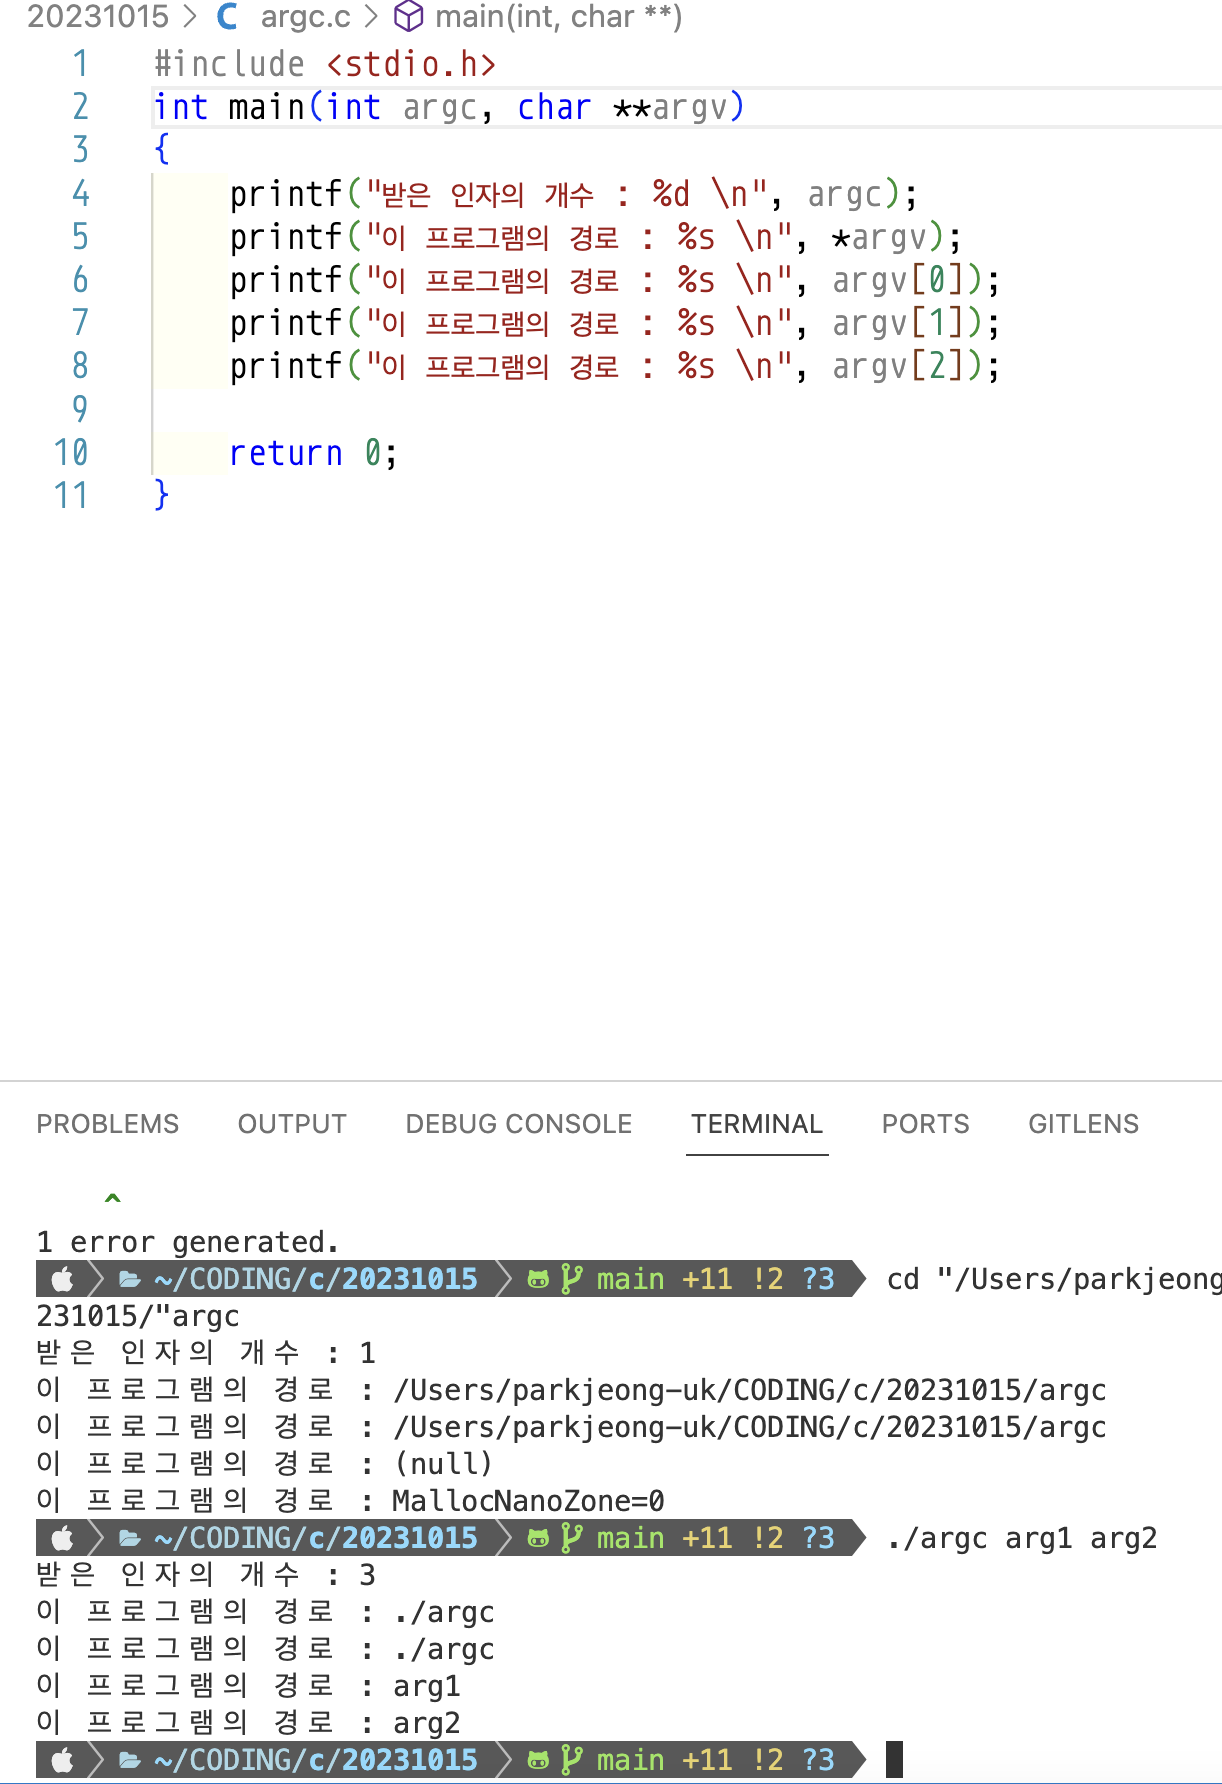 20231015 > C argc.c > main(int, char **)
1 #include <stdio.h>
2 int main(int argc, char **argv)
3 {
4 printf("받은 인자의 개수 : %d \n", argc);
5 printf("이 프로그램의 경로 : %s \n", *argv);
6 printf("이 프로그램의 경로 : %s \n", argv[0]);
7 printf("이 프로그램의 경로 : %s \n", argv[1]);
8 printf("이 프로그램의 경로 : %s \n", argv[2]);
9
10 return 0;
11 }
PROBLEMS OUTPUT DEBUG CONSOLE TERMINAL PORTS GITLENS
^
1 error generated.
~/CODING/c/20231015 main +11 !2 ?3 cd "/Users/parkjeong
231015/"argc
받은 인자의 개수 : 1
이 프로그램의 경로 : /Users/parkjeong-uk/CODING/c/20231015/argc
이 프로그램의 경로 : /Users/parkjeong-uk/CODING/c/20231015/argc
이 프로그램의 경로 : (null)
이 프로그램의 경로 : MallocNanoZone=0
~/CODING/c/20231015 main +11 !2 ?3 ./argc arg1 arg2
받은 인자의 개수 : 3
이 프로그램의 경로 : ./argc
이 프로그램의 경로 : ./argc
이 프로그램의 경로 : arg1
이 프로그램의 경로 : arg2
~/CODING/c/20231015 main +11 !2 ?3